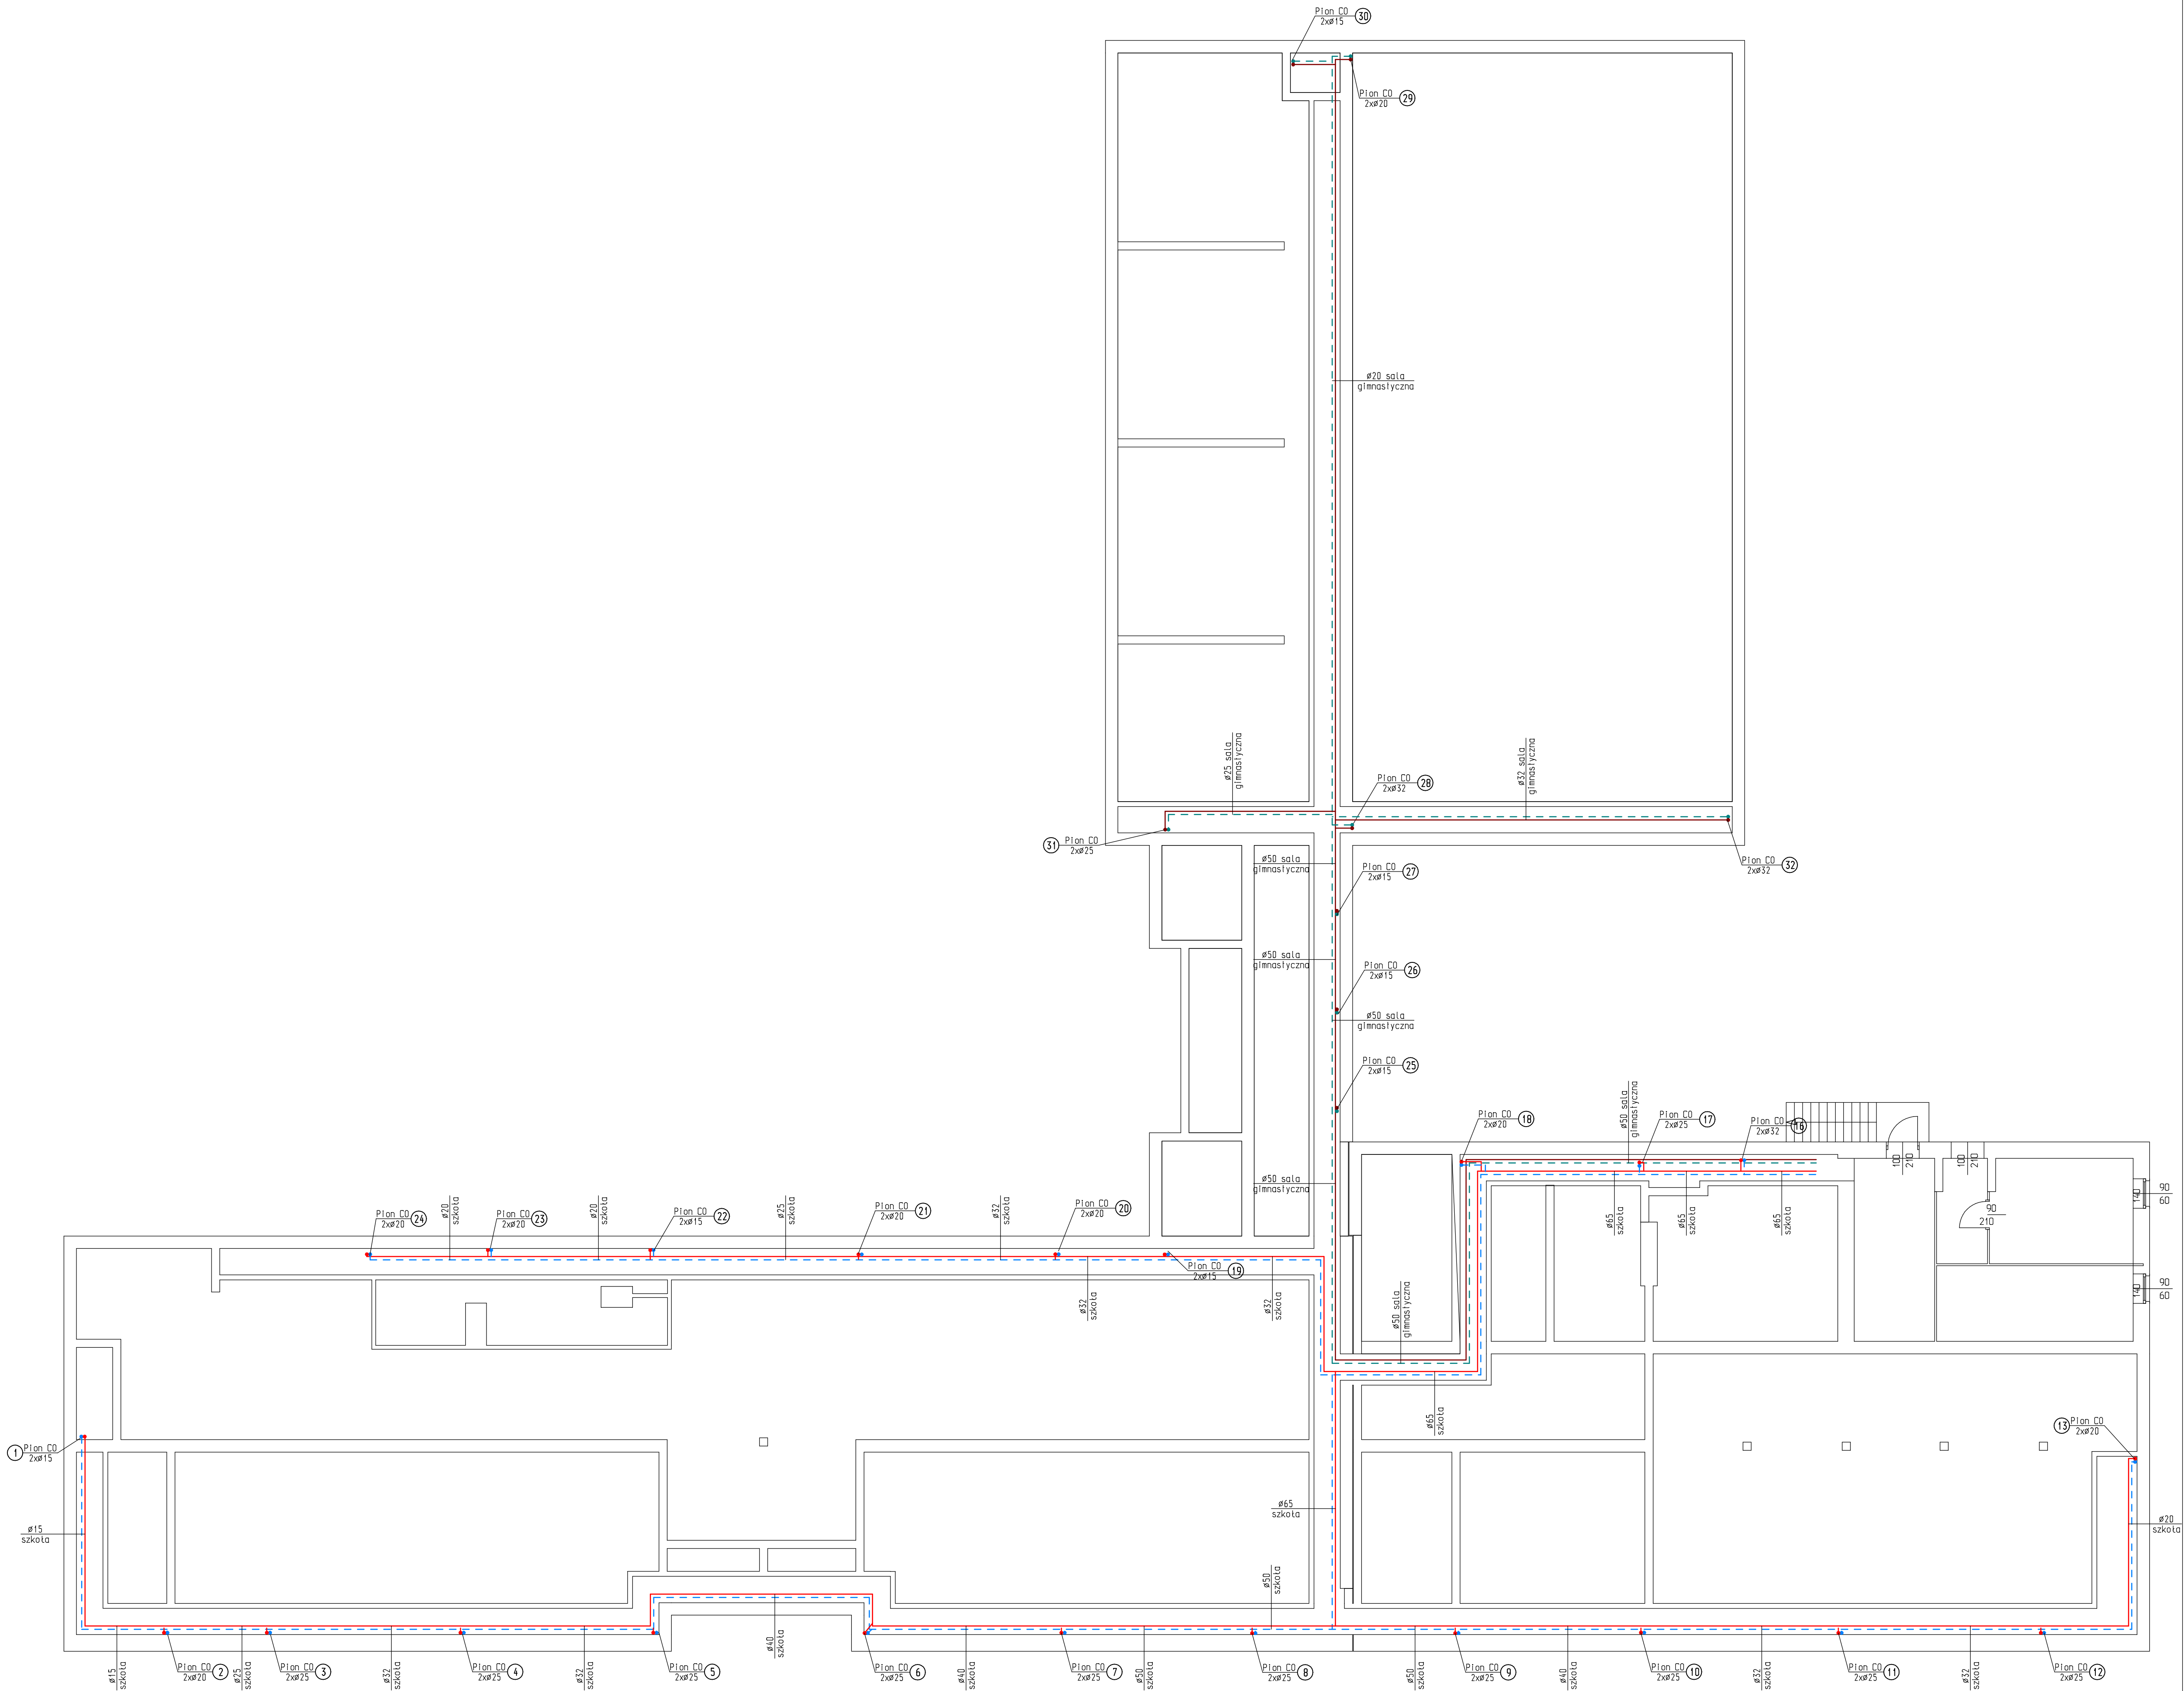 Pion CO
2xø15
30
Pion CO
2xø20
29
ø20 sala
gimnastyczna
ø25 sala
gimnastyczna
ø32 sala
gimnastyczna
Pion CO
2xø32
28
31
Pion CO
2xø25
ø50 sala
gimnastyczna
Pion CO
2xø15
27
Pion CO
2xø32
32
ø50 sala
gimnastyczna
Pion CO
2xø15
26
ø50 sala
gimnastyczna
Pion CO
2xø15
25
Pion CO
2xø20
18
ø50 sala
gimnastyczna
Pion CO
2xø25
17
Pion CO
2xø32
16
100
210
100
210
ø50 sala
gimnastyczna
140
90
60
90
210
Pion CO
2xø20
24
ø20
szkoła
Pion CO
2xø20
23
ø20
szkoła
Pion CO
2xø15
22
ø25
szkoła
Pion CO
2xø20
21
ø32
szkoła
Pion CO
2xø20
20
Pion CO
2xø15
19
ø65
szkoła
ø65
szkoła
ø65
szkoła
140
90
60
ø32
szkoła
ø32
szkoła
ø50 sala
gimnastyczna
ø65
szkoła
1
Pion CO
2xø15
13
Pion CO
2xø20
ø65
szkoła
ø15
szkoła
ø20
szkoła
ø50
szkoła
ø40
szkoła
ø15
szkoła
Pion CO
2xø20
2
ø25
szkoła
Pion CO
2xø25
3
ø32
szkoła
Pion CO
2xø25
4
ø32
szkoła
Pion CO
2xø25
5
Pion CO
2xø25
6
ø40
szkoła
Pion CO
2xø25
7
ø50
szkoła
Pion CO
2xø25
8
ø50
szkoła
Pion CO
2xø25
9
ø40
szkoła
Pion CO
2xø25
10
ø32
szkoła
Pion CO
2xø25
11
ø32
szkoła
Pion CO
2xø25
12